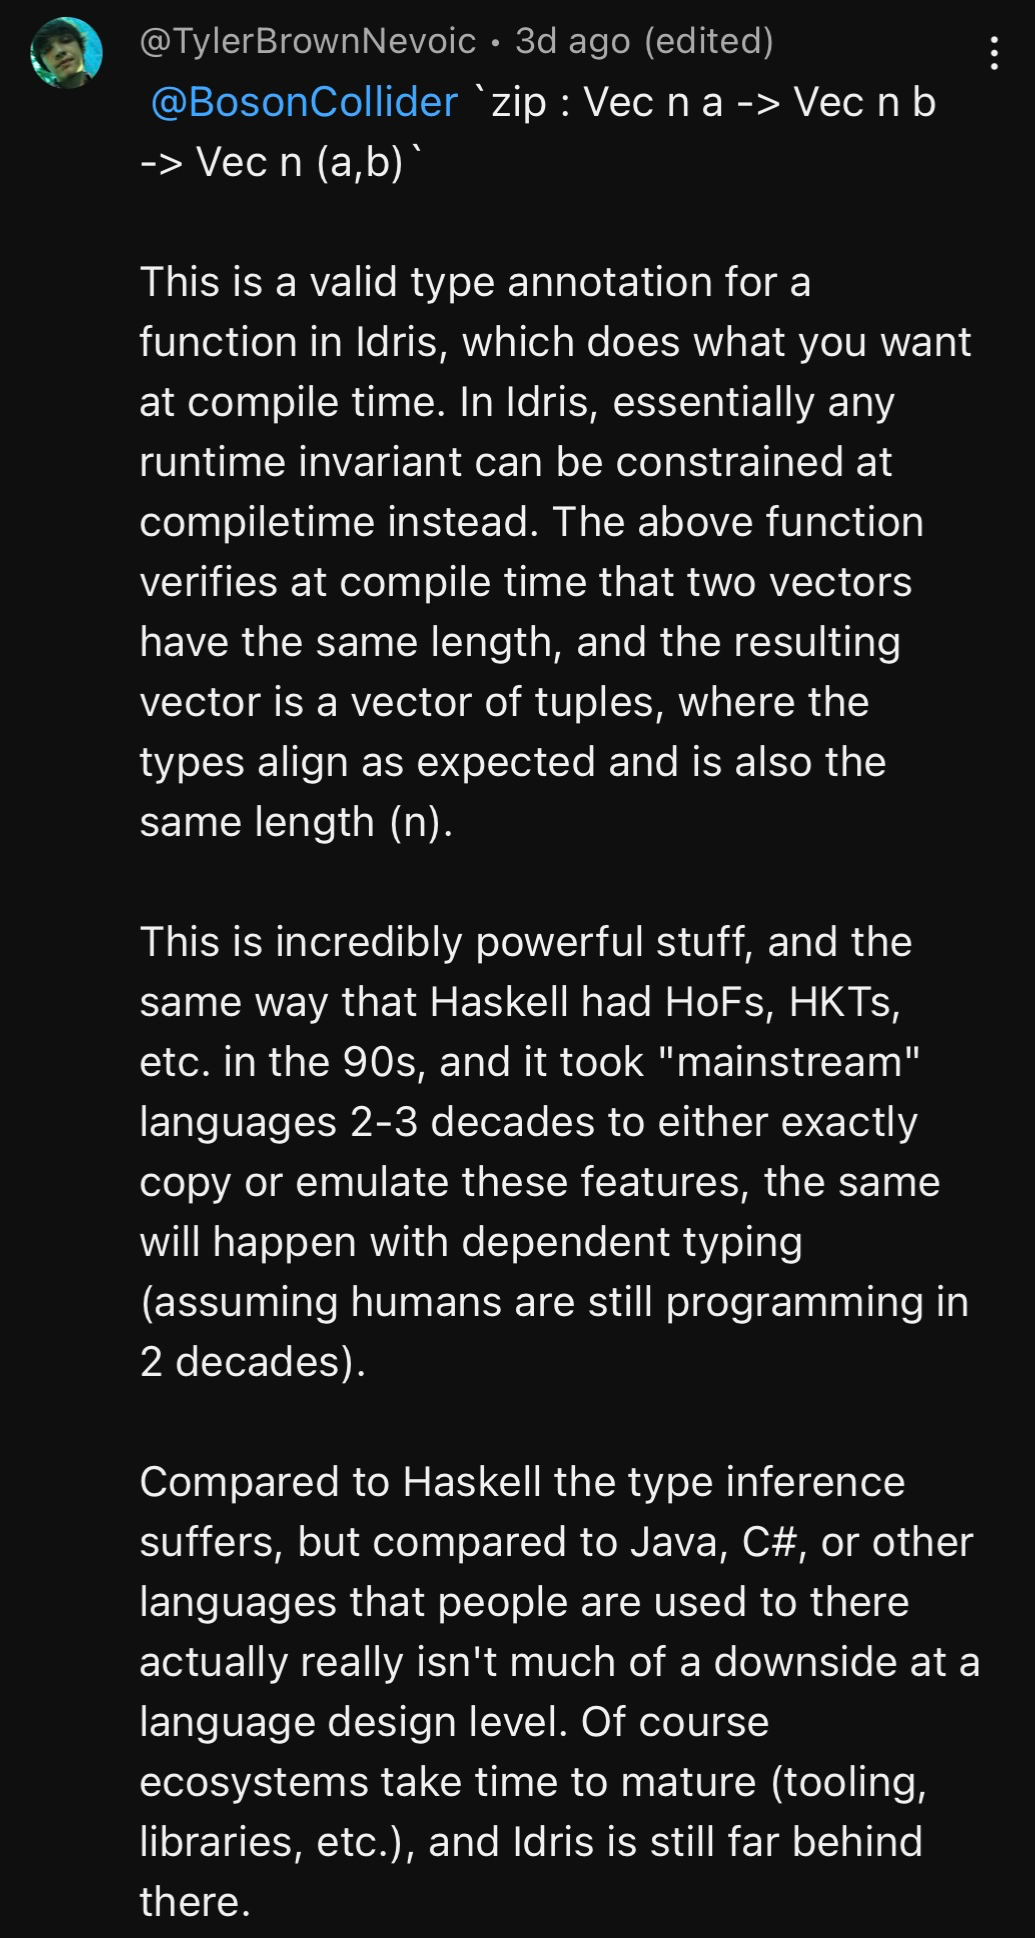 @TylerBrownNevoic • 3d ago (edited)
@BosonCollider `zip : Vec n a -> Vec n b
-> Vec n (a,b)`
This is a valid type annotation for a
function in Idris, which does what you want
at compile time. In Idris, essentially any
runtime invariant can be constrained at
compiletime instead. The above function
verifies at compile time that two vectors
have the same length, and the resulting
vector is a vector of tuples, where the
types align as expected and is also the
same length (n).
This is incredibly powerful stuff, and the
same way that Haskell had HoFs, HKTs,
etc. in the 90s, and it took "mainstream"
languages 2-3 decades to either exactly
copy or emulate these features, the same
will happen with dependent typing
(assuming humans are still programming in
2 decades).
Compared to Haskell the type inference
suffers, but compared to Java, C#, or other
languages that people are used to there
actually really isn't much of a downside at a
language design level. Of course
ecosystems take time to mature (tooling,
libraries, etc.), and Idris is still far behind
there.